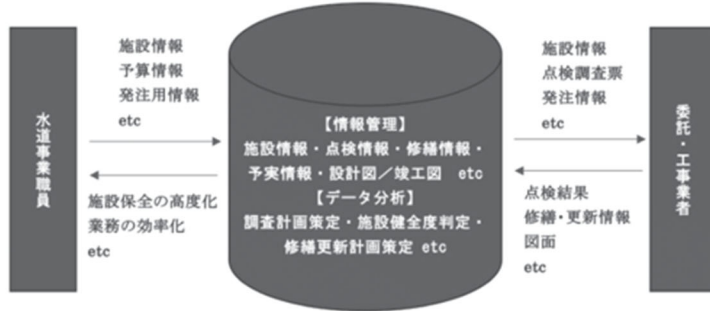 水道事業職員
施設情報
予算情報
発注用情報
etc
施設保全の高度化
業務の効率化
etc
【情報管理】
施設情報・点検情報・修繕情報・
予実情報・設計図／竣工図 etc
【データ分析】
調査計画策定・施設健全度判定・
修繕更新計画策定 etc
施設情報
点検調査票
発注情報
etc
点検結果
修繕・更新情報
図面
etc
委託・工事業者